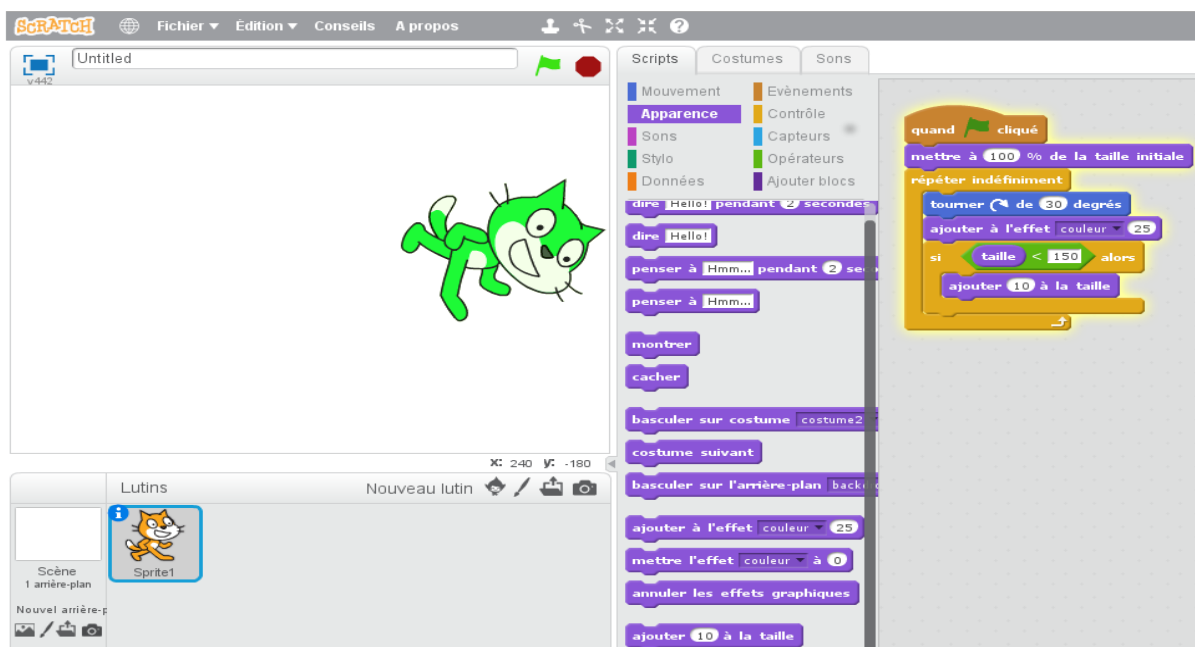 SCRATCH Fichier Édition Conseils A propos
Untitled
v442
X: 240 y: -180
Lutins Nouveau lutin
Scène
1 arrière-plan
Sprite1
Nouvel arrière-p
Scripts Costumes Sons
Mouvement Evènements
Apparence Contrôle
Sons Capteurs
Stylo Opérateurs
Données Ajouter blocs
dire Hello! pendant 2 secondes
dire Hello!
penser à Hmm... pendant 2 sec
penser à Hmm...
montrer
cacher
basculer sur costume costume2
costume suivant
basculer sur l'arrière-plan
ajouter à l'effet couleur 25
mettre l'effet couleur à 0
annuler les effets graphiques
ajouter 10 à la taille
quand cliqué
mettre à 100 % de la taille initiale
répéter indéfiniment
tourner de 30 degrés
ajouter à l'effet couleur 25
si taille < 150 alors
ajouter 10 à la taille